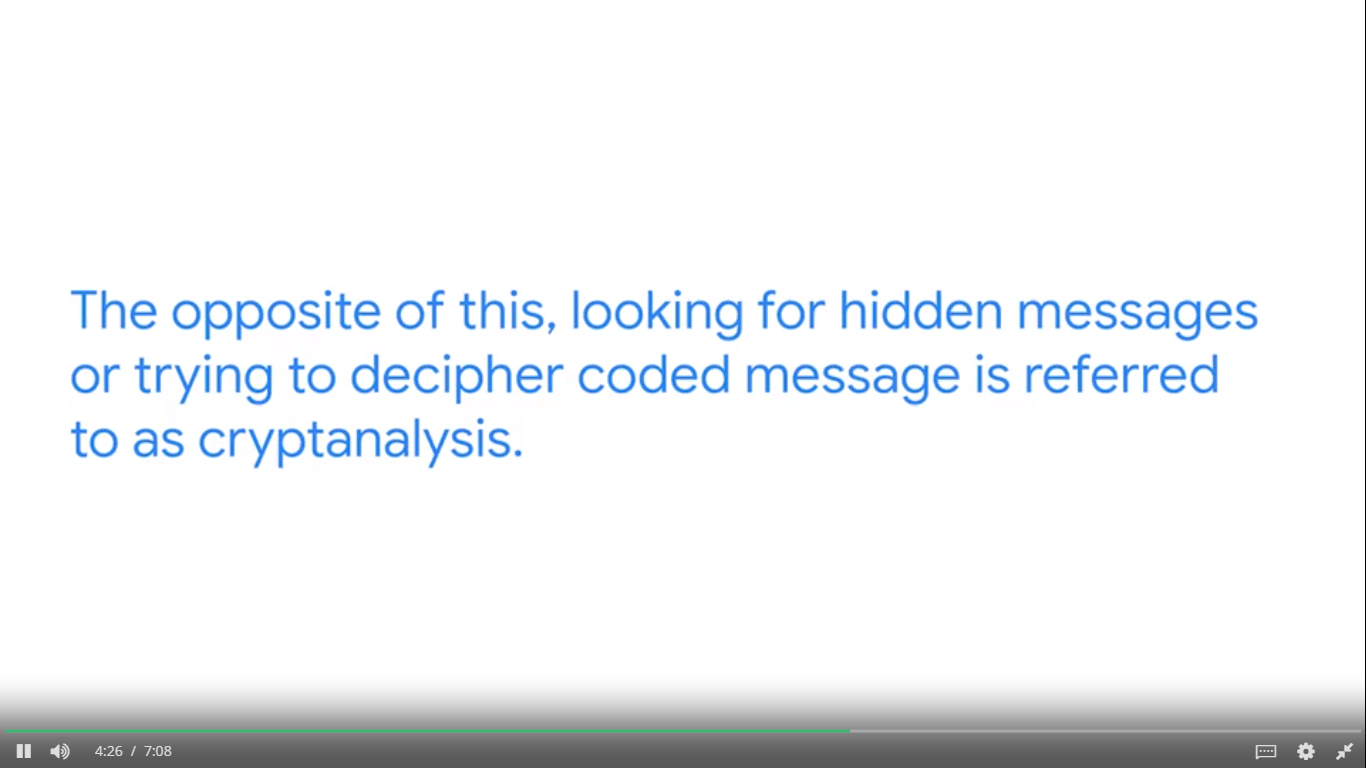 The opposite of this, looking for hidden messages
or trying to decipher coded message is referred
to as cryptanalysis.
4:26 / 7:08